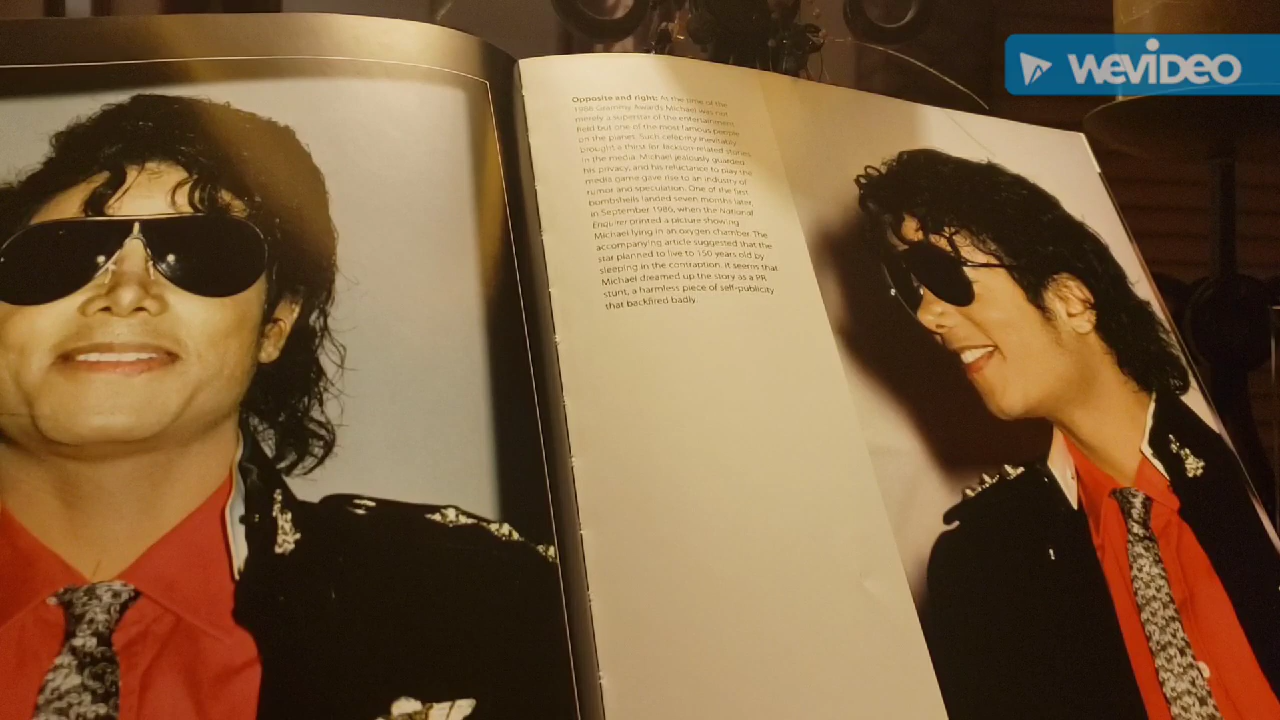 WEVIDEO
Opposite and right: As the time of the
1986 Grammy Awards Michael was not
merely a superstar of the entertainment
field but one of the most famous people
on the planet. Such celebrity inevitably
brought a thirst for Jackson-related stories
in the media. Michael jealously guarded
his privacy, and his reluctance to play the
media game gave rise to an industry of
rumor and speculation. One of the first
bombshells landed seven months later,
in September 1986, when the National
Enquirer printed a picture showing
Michael lying in an oxygen chamber. The
accompanying article suggested that the
star planned to live to 150 years old by
sleeping in the contraption. It seems that
Michael dreamed up the story as a PR
stunt, a harmless piece of self-publicity
that backfired badly.